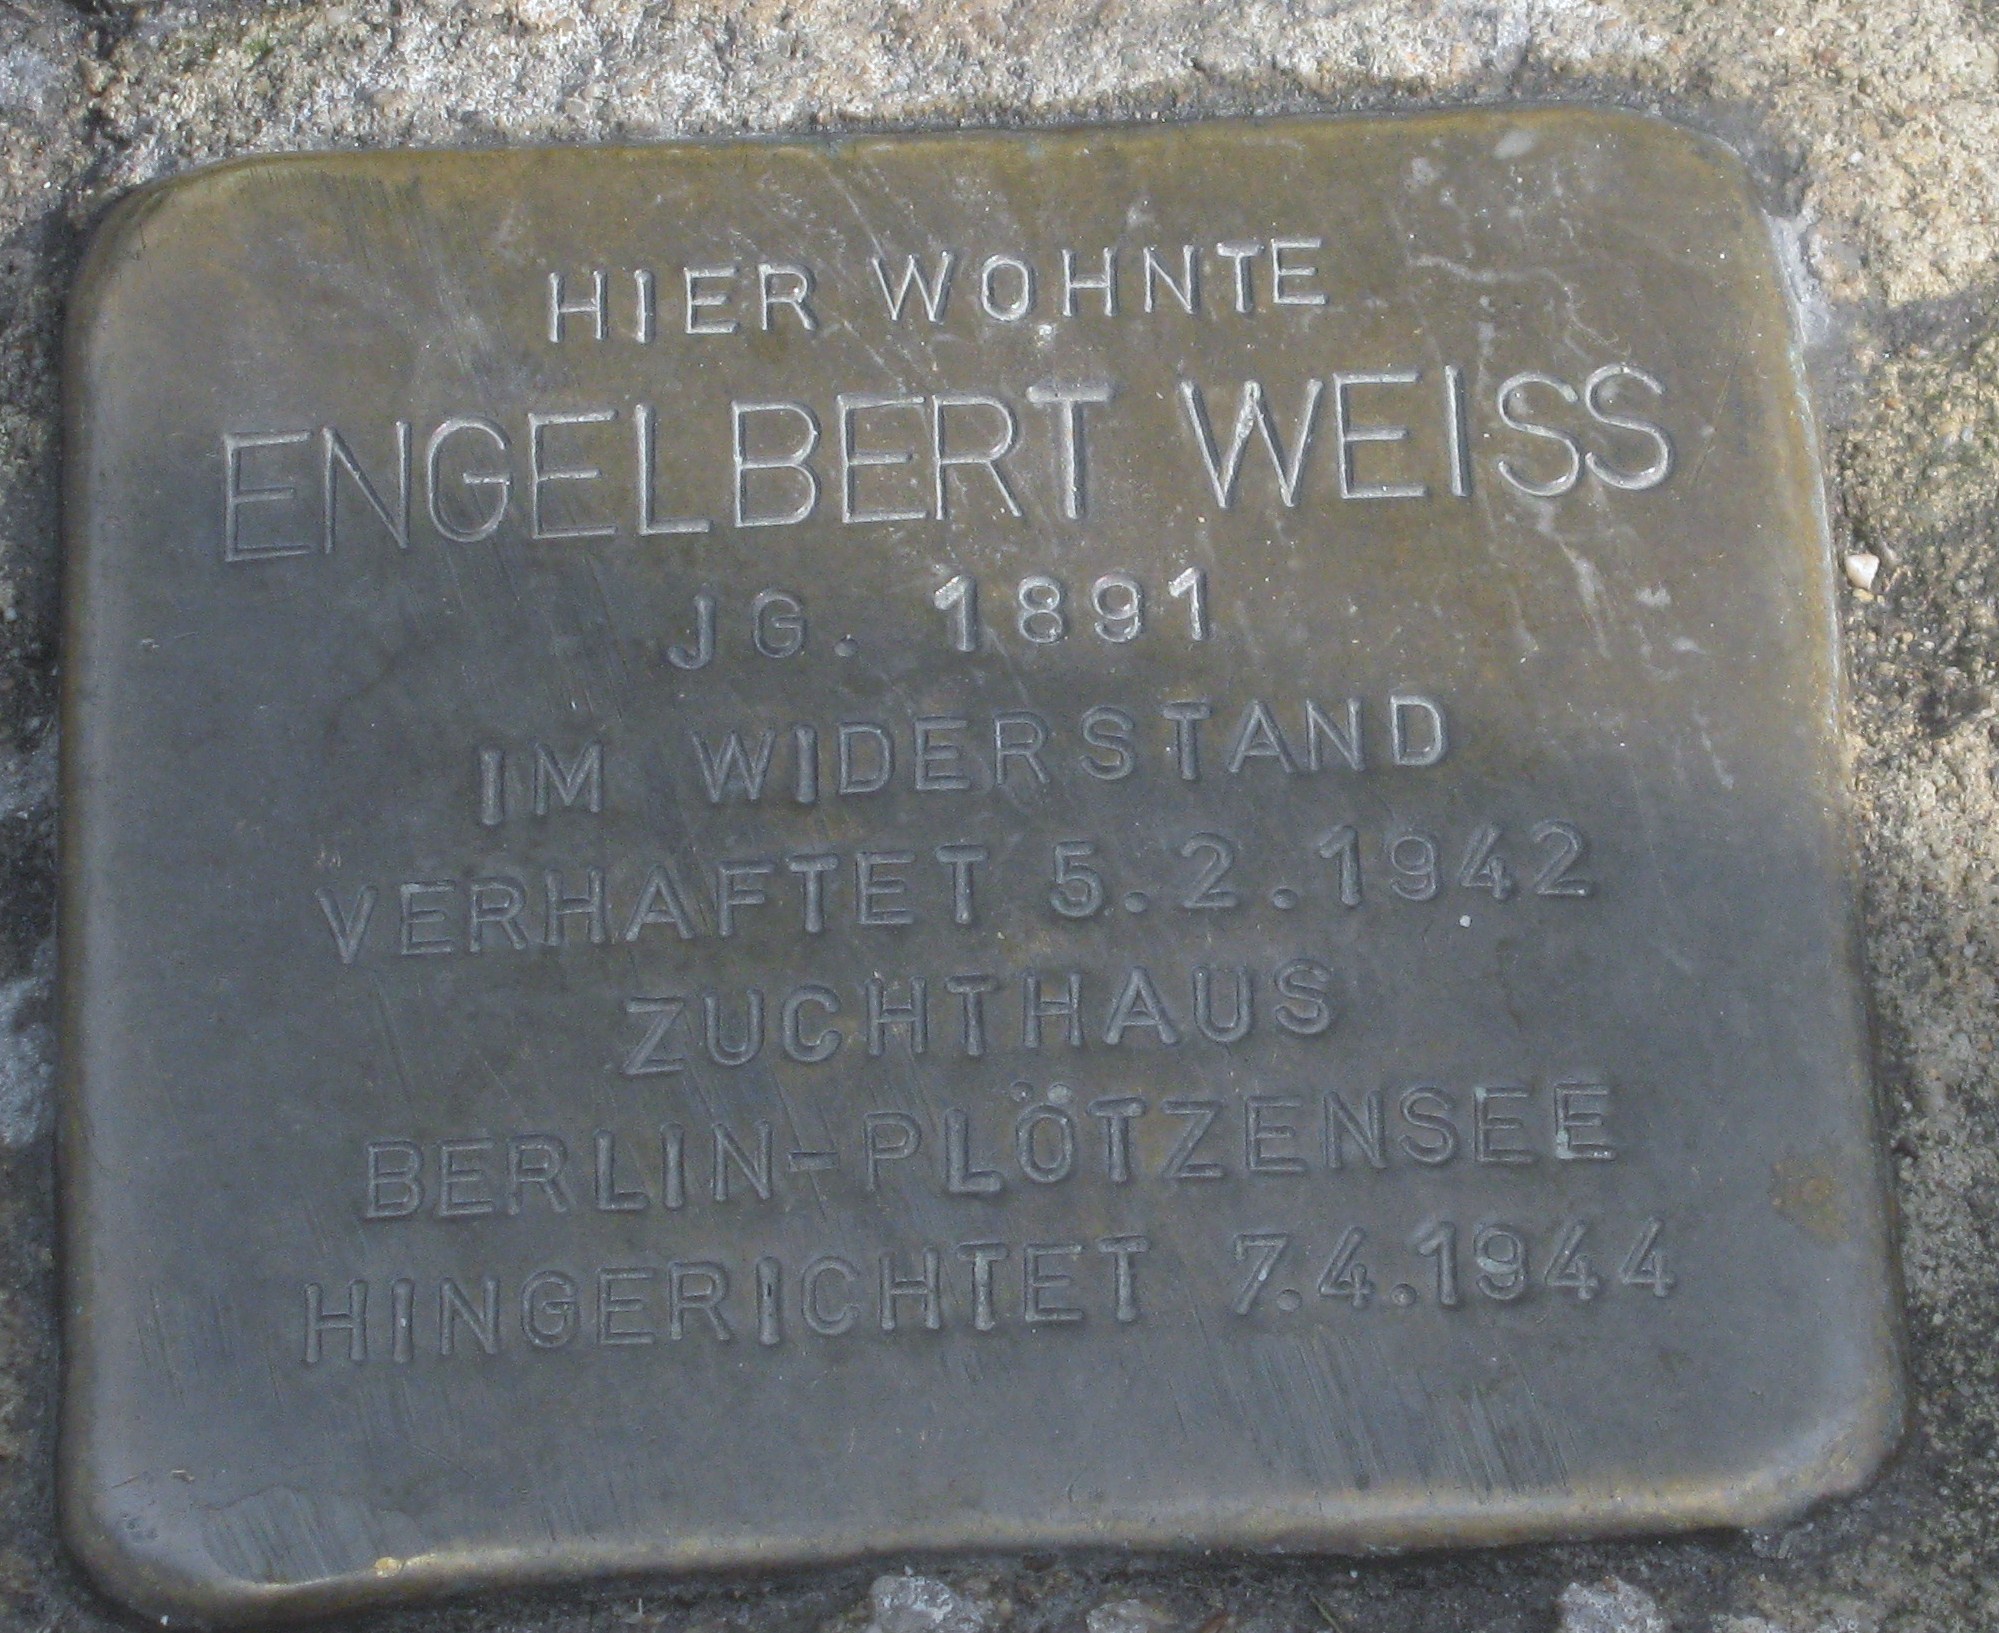 HIER WOHNTE
ENGELBERT WEISS
JG. 1891
IM WIDERSTAND
VERHAFTET 5.2.1942
ZUCHTHAUS
BERLIN-PLÖTZENSEE
HINGERICHTET 7.4.1944